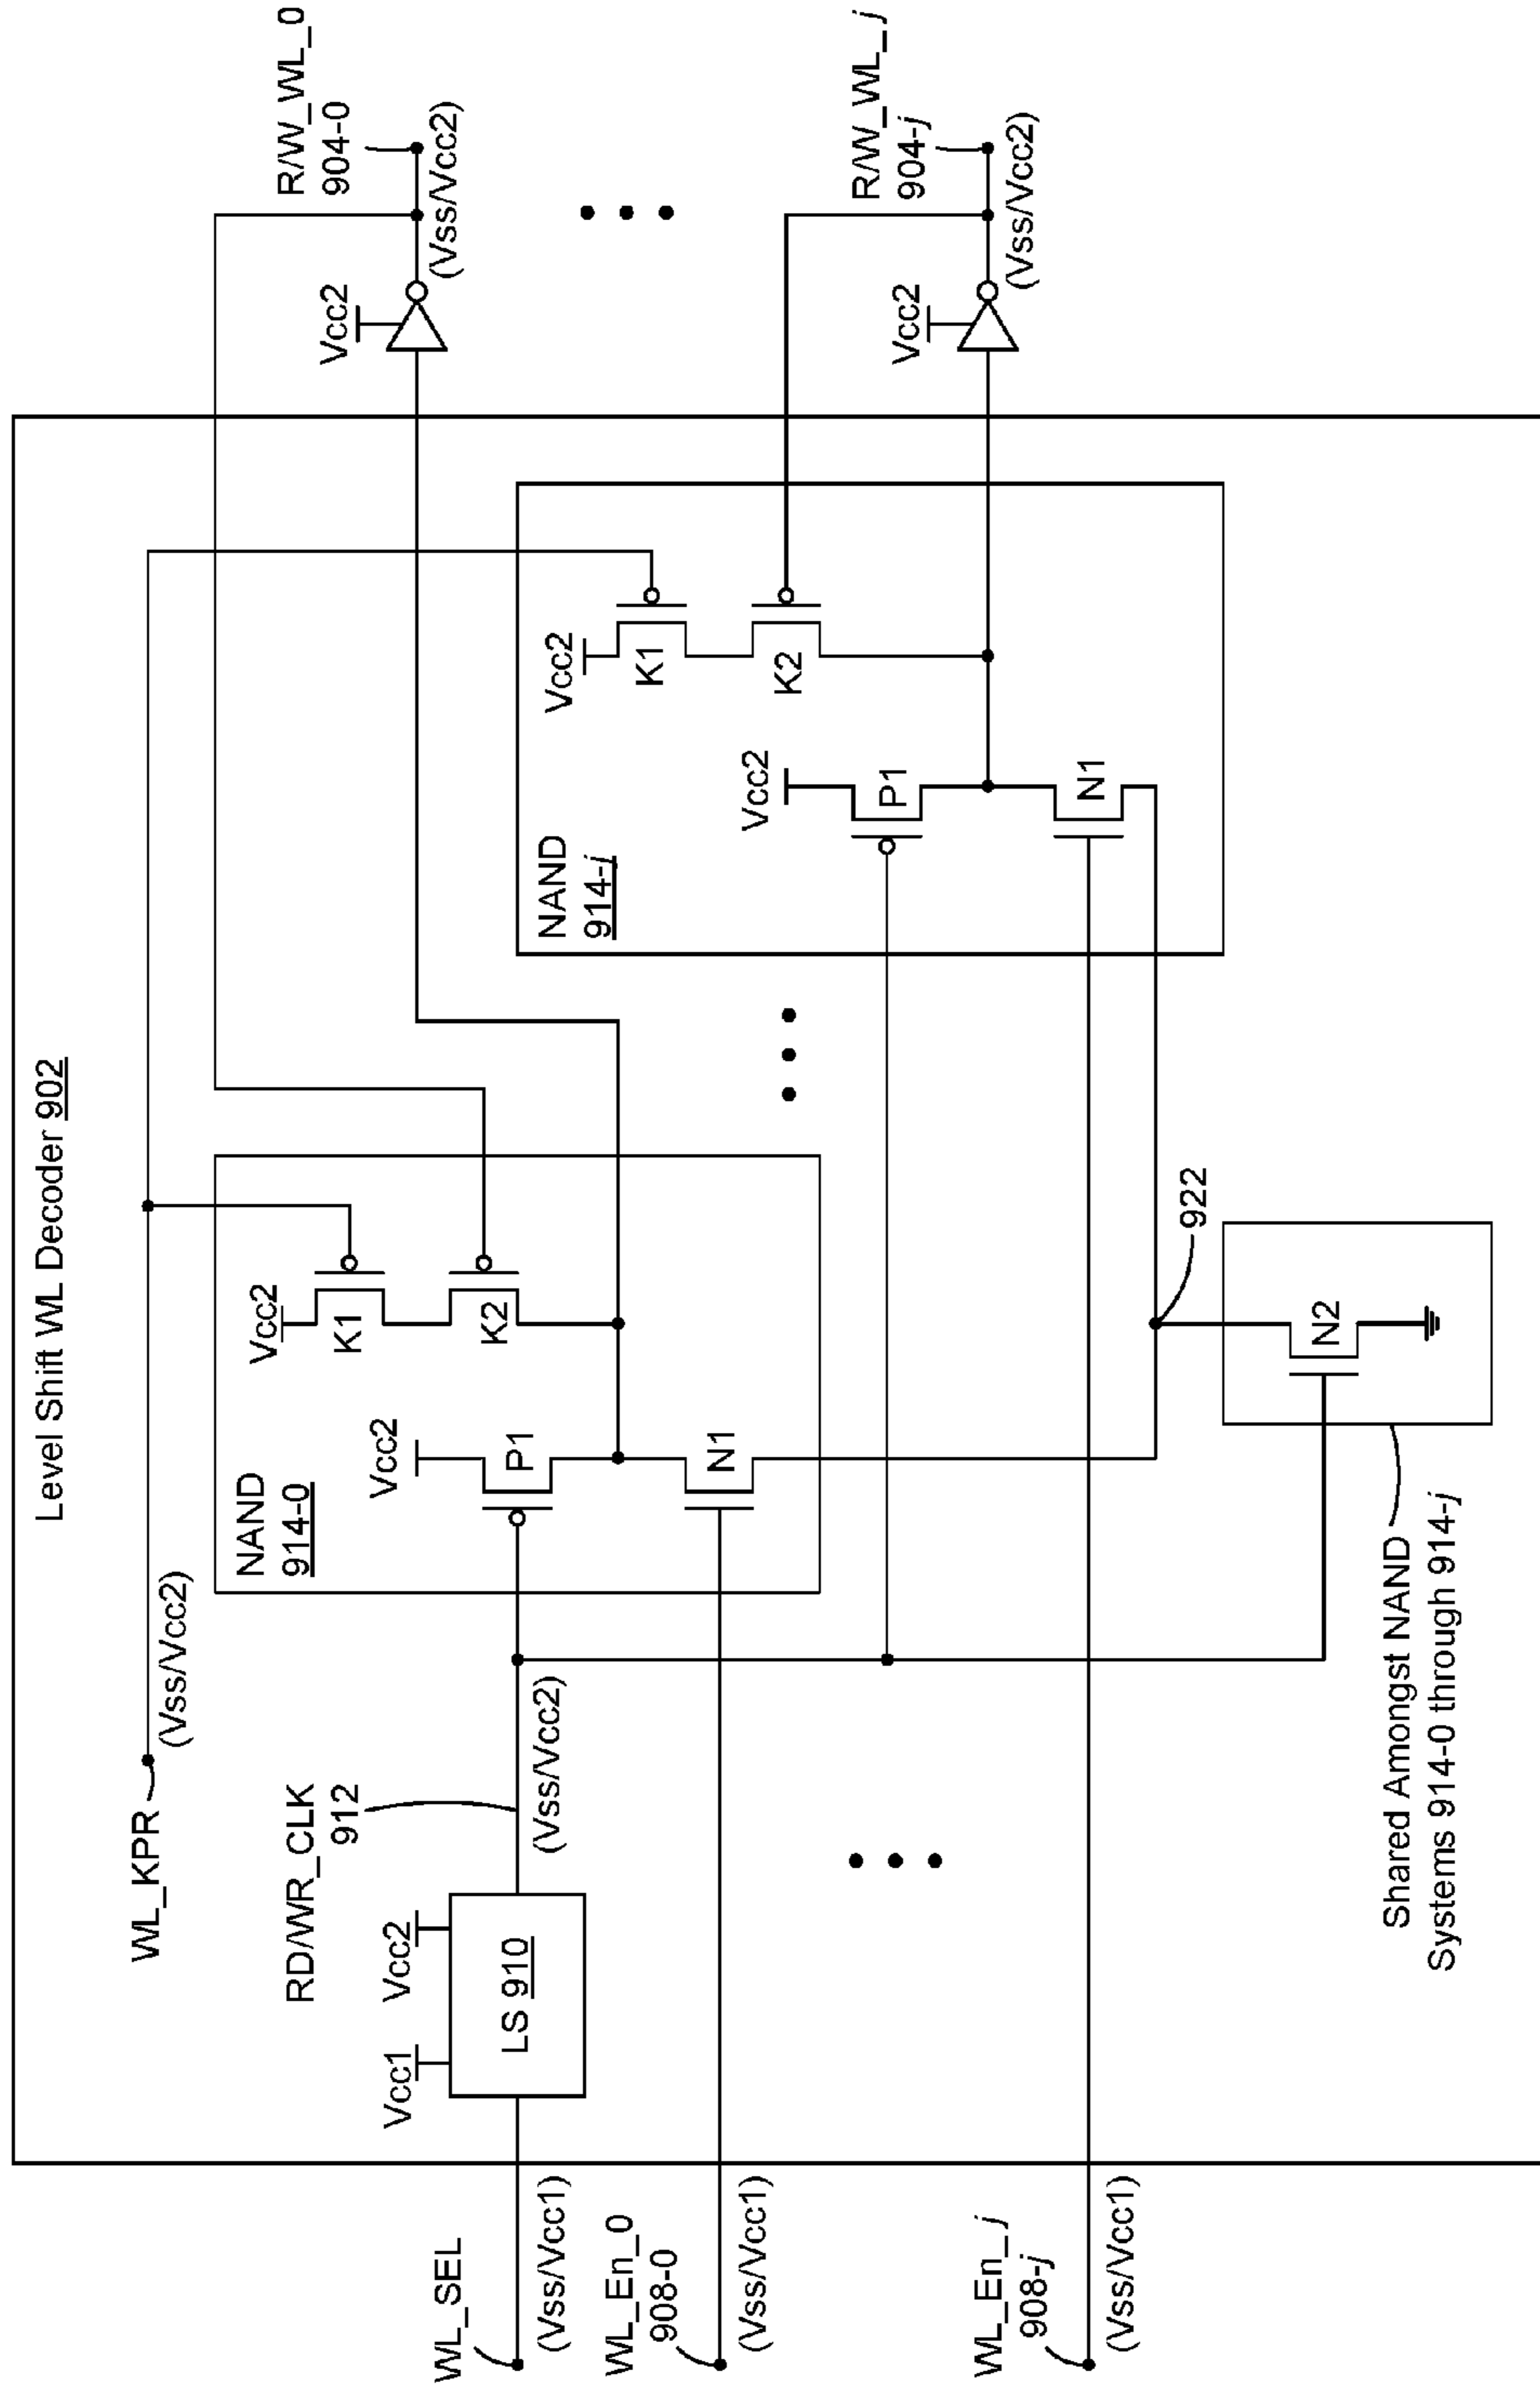 Level Shift WL Decoder 902
WL_KPR
(Vss/Vcc2)
RD/WR_CLK
912
Vcc1
Vcc2
LS 910
(Vss/Vcc2)
WL_SEL
(Vss/Vcc1)
WL_En_0
908-0
(Vss/Vcc1)
WL_En_j
908-j
(Vss/Vcc1)
NAND
914-0
Vcc2
P1
N1
Vcc2
K1
K2
NAND
914-j
Vcc2
P1
N1
Vcc2
K1
K2
922
N2
Shared Amongst NAND
Systems 914-0 through 914-j
Vcc2
R/W_WL_0
904-0
(Vss/Vcc2)
Vcc2
R/W_WL_j
904-j
(Vss/Vcc2)